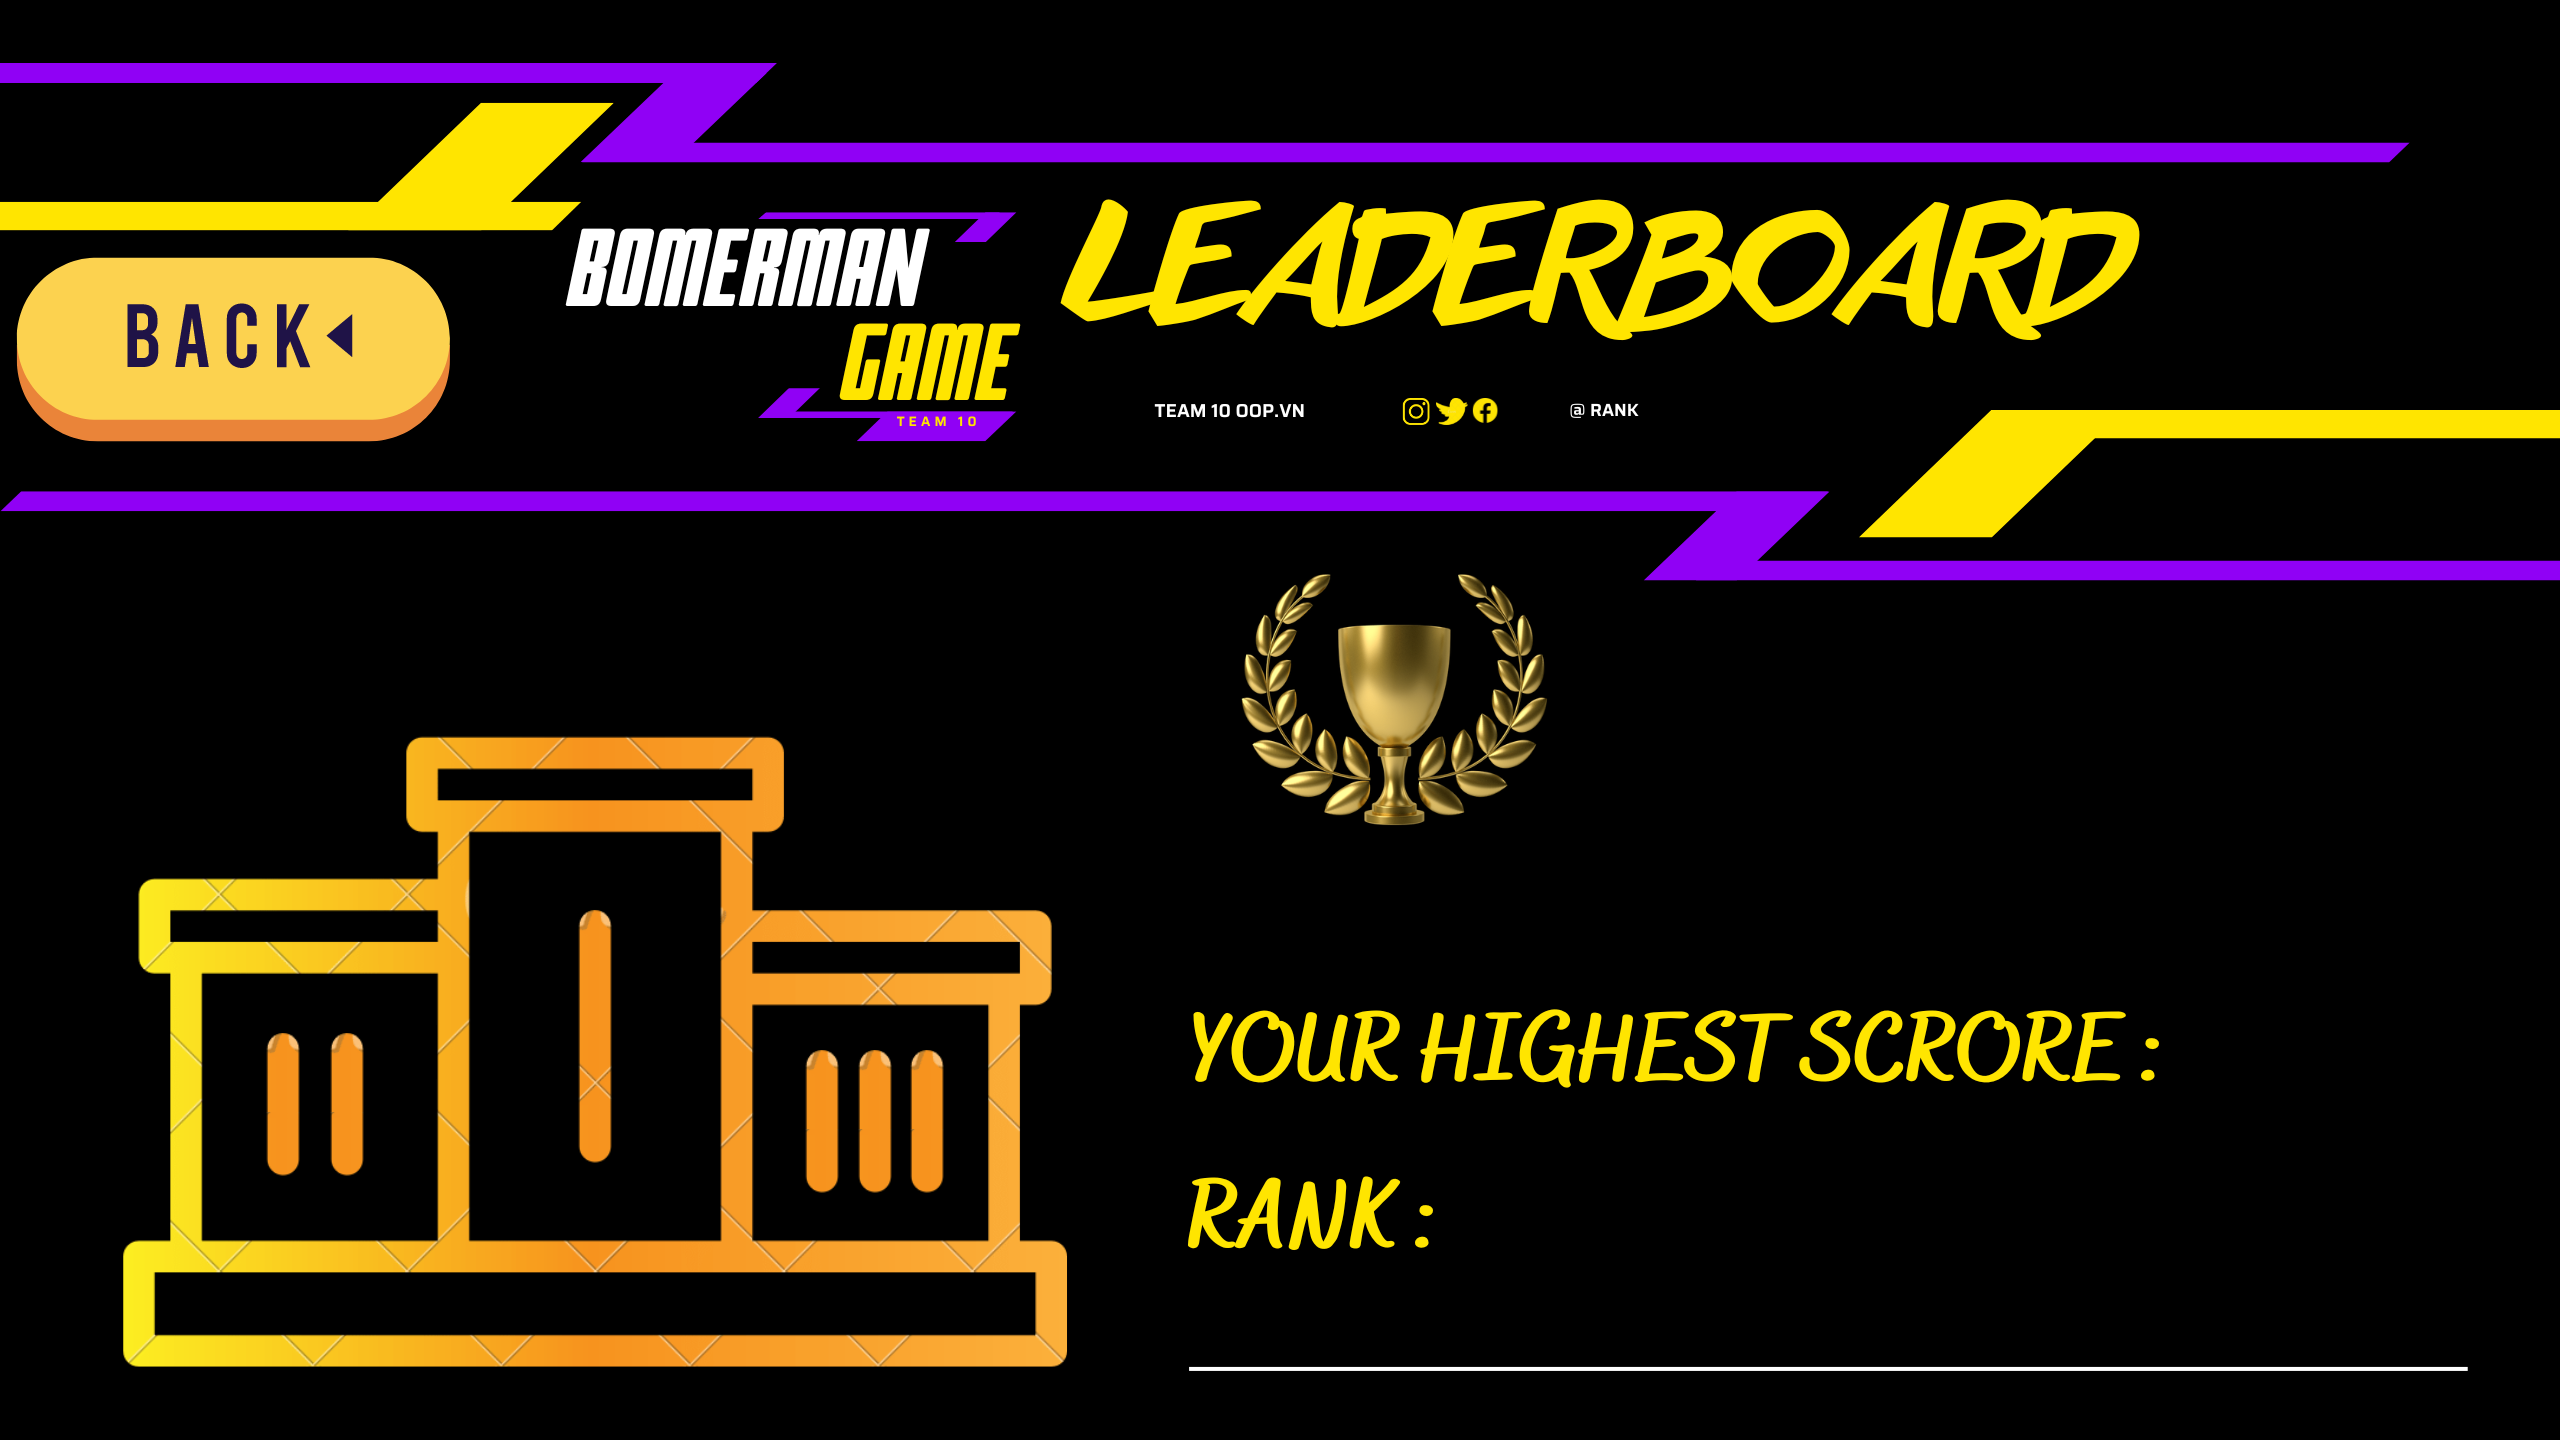 BOMERMAN
GAME
TEAM 10
LEADERBOARD
BACK
TEAM 10 OOP.VN
@ RANK
YOUR HIGHEST SCRORE :
RANK :